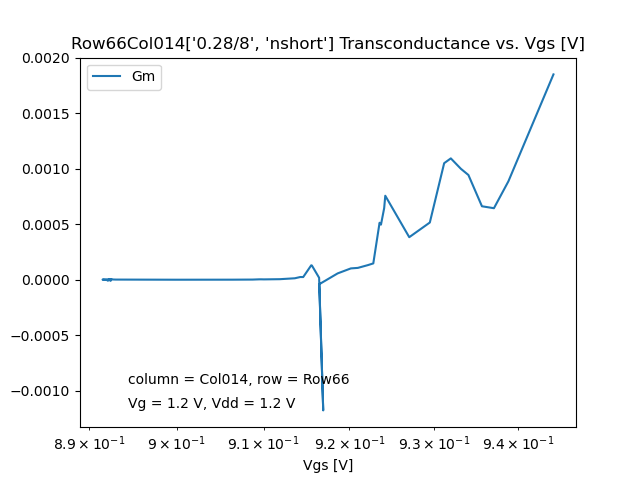 Row66Col014['0.28/8', 'nshort'] Transconductance vs. Vgs [V]
Gm
0.0020
0.0015
0.0010
0.0005
0.0000
−0.0005
−0.0010
column = Col014, row = Row66
Vg = 1.2 V, Vdd = 1.2 V
8.9 × 10⁻¹ 9 × 10⁻¹ 9.1 × 10⁻¹ 9.2 × 10⁻¹ 9.3 × 10⁻¹ 9.4 × 10⁻¹
Vgs [V]